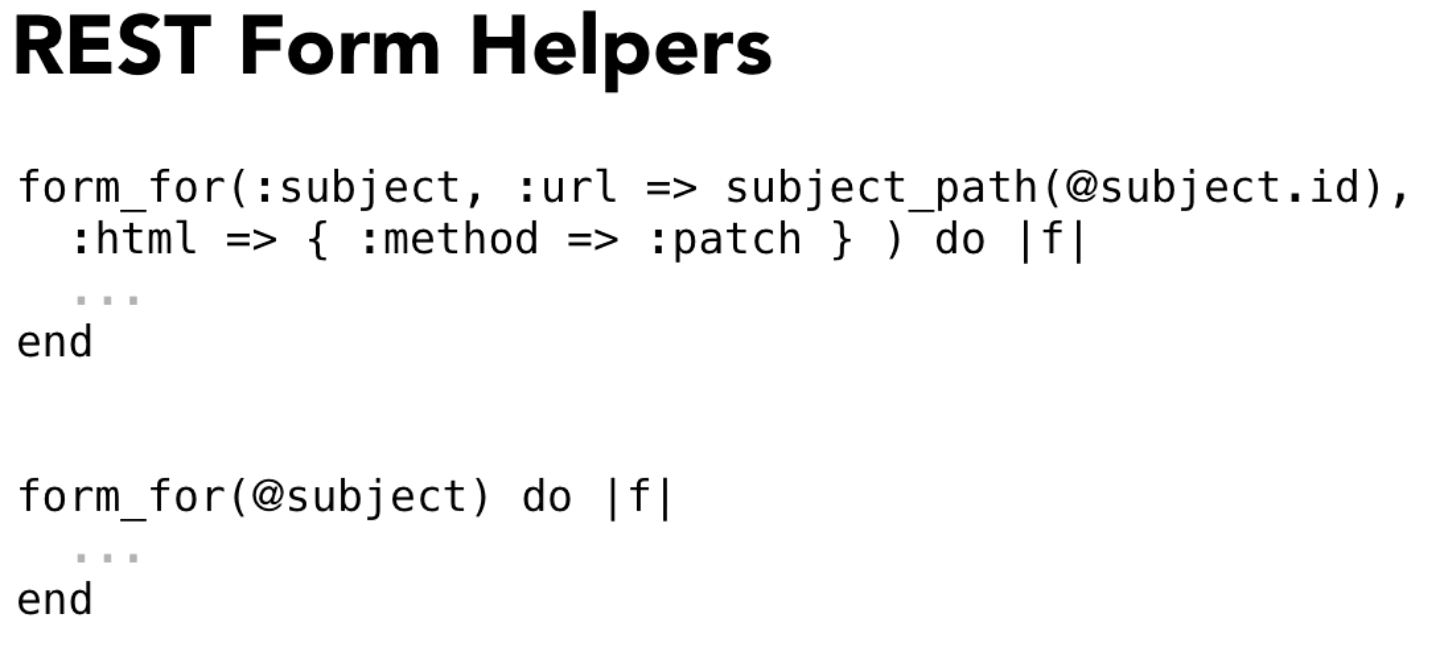 REST Form Helpers
form_for(:subject, :url => subject_path(@subject.id),
  :html => { :method => :patch } ) do |f|
  ...
end
form_for(@subject) do |f|
  ...
end